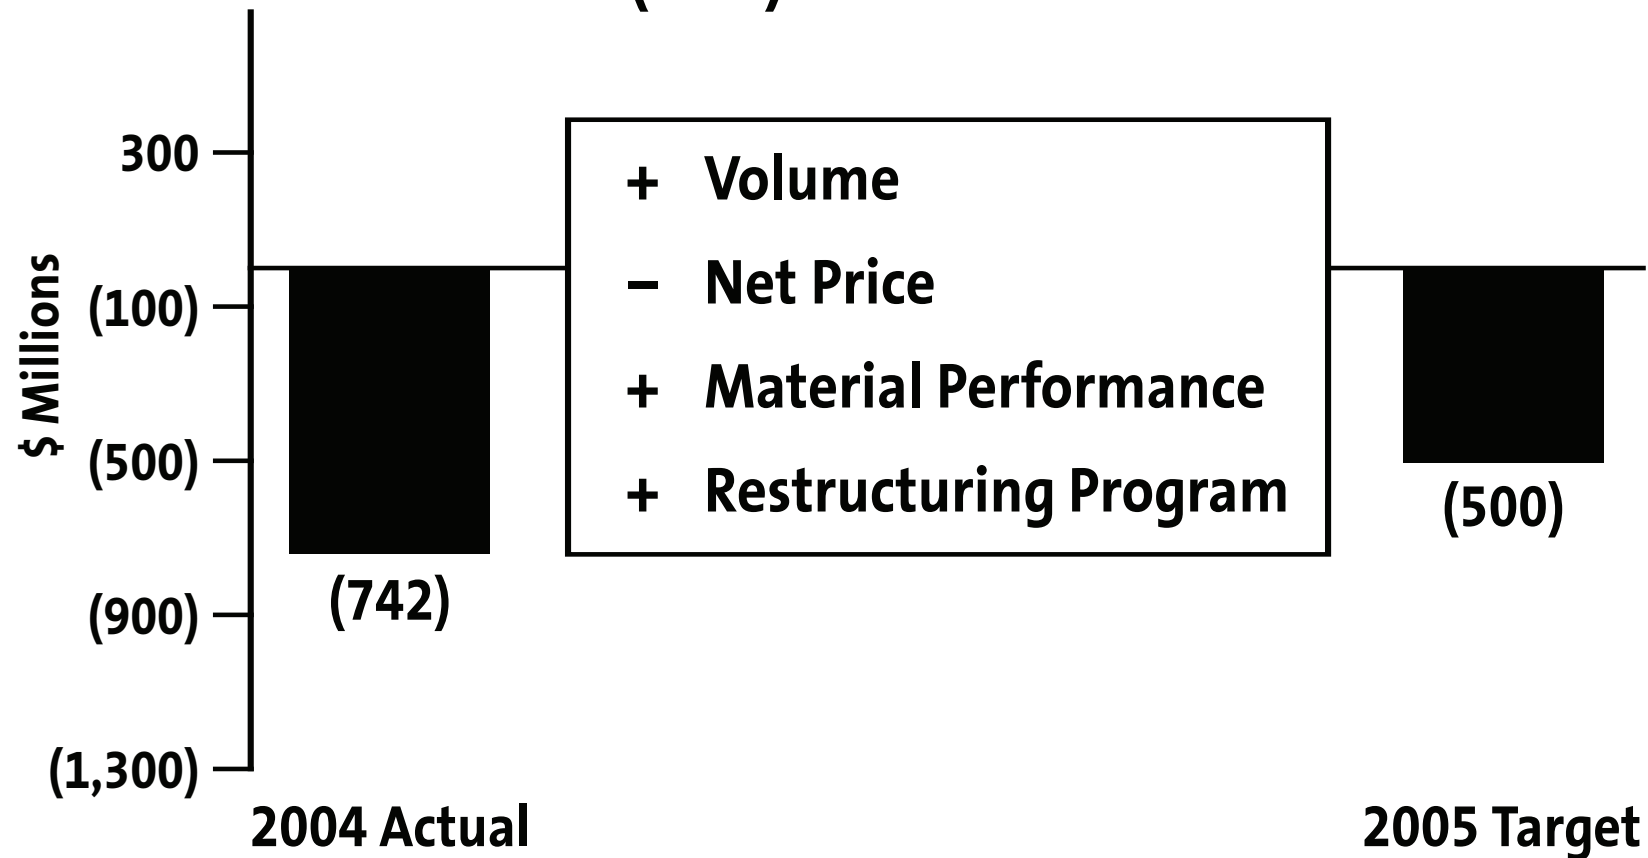 300
(100)
(500)
(900)
(1,300)
$ Millions
+ Volume
– Net Price
+ Material Performance
+ Restructuring Program
(742)
(500)
2004 Actual
2005 Target